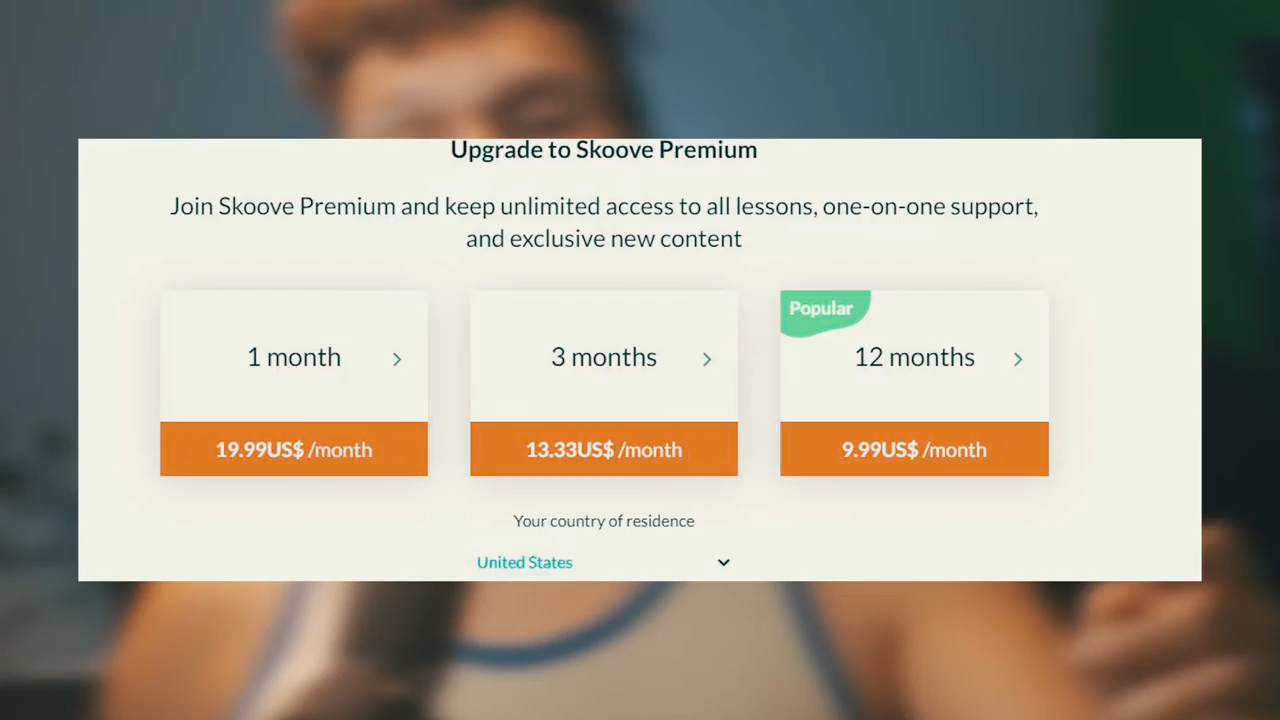 Upgrade to Skoove Premium
Join Skoove Premium and keep unlimited access to all lessons, one-on-one support,
and exclusive new content
1 month
3 months
Popular
12 months
19.99US$ /month
13.33US$ /month
9.99US$ /month
Your country of residence
United States